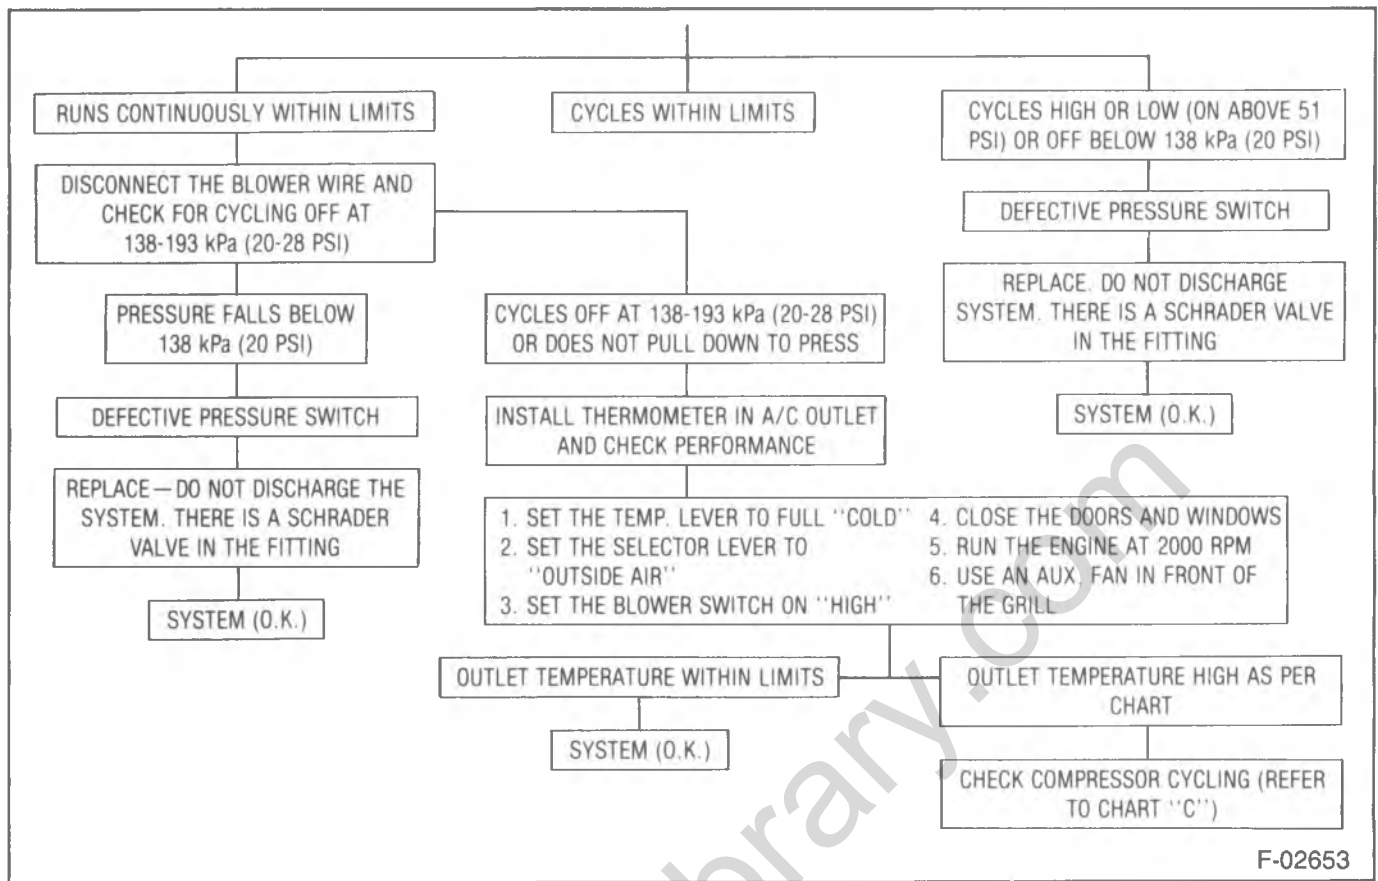 RUNS CONTINUOUSLY WITHIN LIMITS
CYCLES WITHIN LIMITS
CYCLES HIGH OR LOW (ON ABOVE 51
PSI) OR OFF BELOW 138 kPa (20 PSI)
DISCONNECT THE BLOWER WIRE AND
CHECK FOR CYCLING OFF AT
138-193 kPa (20-28 PSI)
DEFECTIVE PRESSURE SWITCH
REPLACE. DO NOT DISCHARGE
SYSTEM. THERE IS A SCHRADER VALVE
IN THE FITTING
SYSTEM (O.K.)
PRESSURE FALLS BELOW
138 kPa (20 PSI)
CYCLES OFF AT 138-193 kPa (20-28 PSI)
OR DOES NOT PULL DOWN TO PRESS
DEFECTIVE PRESSURE SWITCH
INSTALL THERMOMETER IN A/C OUTLET
AND CHECK PERFORMANCE
REPLACE—DO NOT DISCHARGE THE
SYSTEM. THERE IS A SCHRADER
VALVE IN THE FITTING
SYSTEM (O.K.)
1. SET THE TEMP. LEVER TO FULL "COLD"
2. SET THE SELECTOR LEVER TO
"OUTSIDE AIR"
3. SET THE BLOWER SWITCH ON "HIGH"
4. CLOSE THE DOORS AND WINDOWS
5. RUN THE ENGINE AT 2000 RPM
6. USE AN AUX. FAN IN FRONT OF
THE GRILL
OUTLET TEMPERATURE WITHIN LIMITS
SYSTEM (O.K.)
OUTLET TEMPERATURE HIGH AS PER
CHART
CHECK COMPRESSOR CYCLING (REFER
TO CHART "C")
F-02653
brary.com